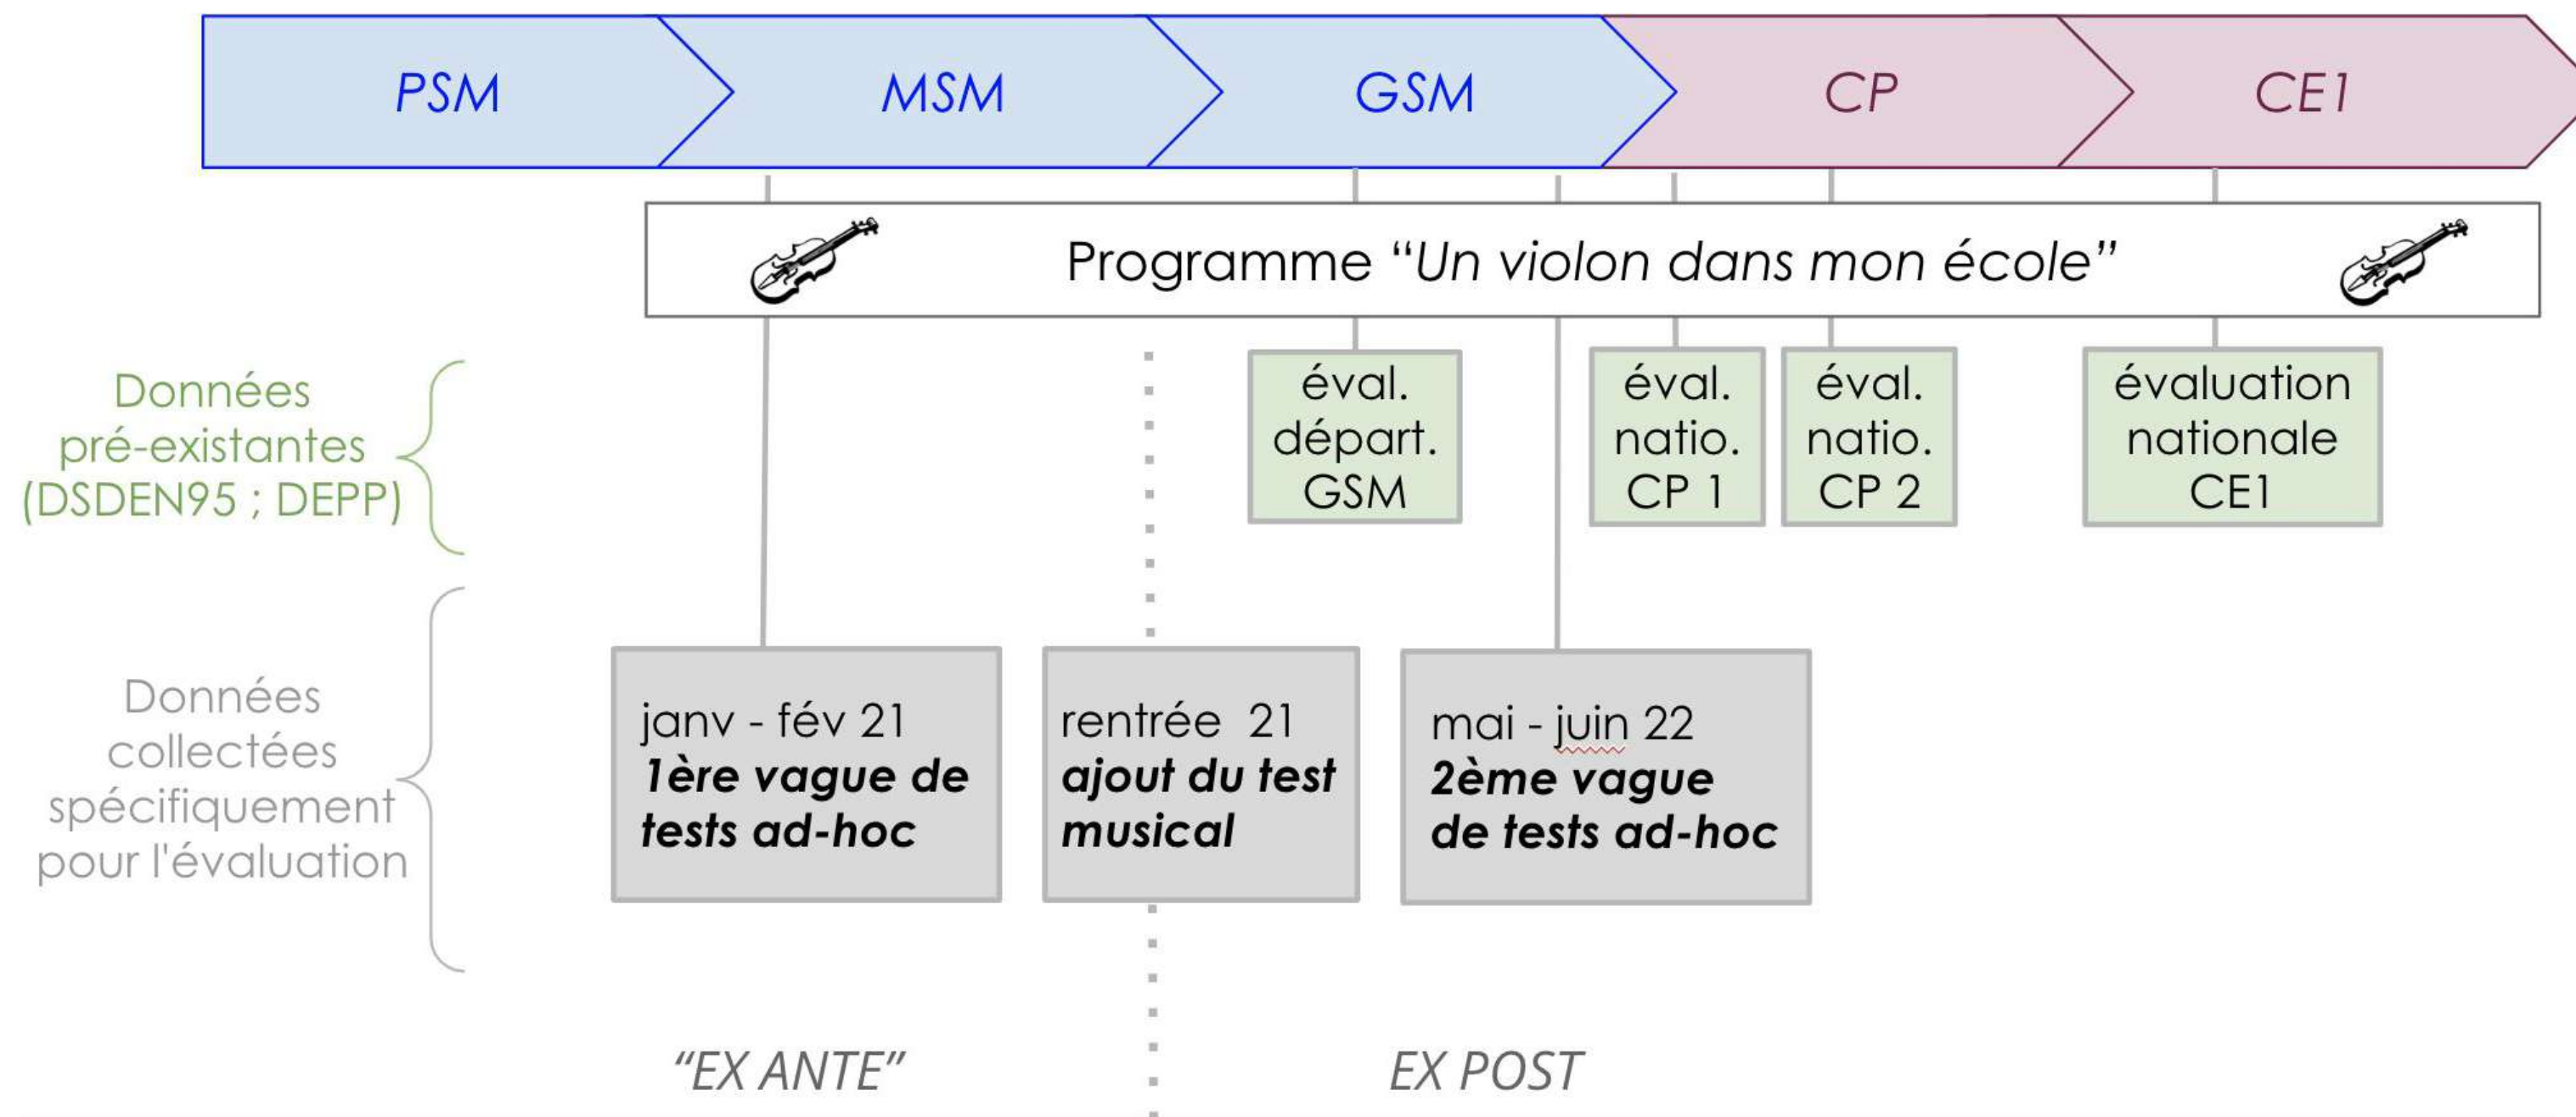 PSM
MSM
GSM
CP
CE1
Programme “Un violon dans mon école”
Données
pré-existantes
(DSDEN95 ; DEPP)
éval.
départ.
GSM
éval.
natio.
CP 1
éval.
natio.
CP 2
évaluation
nationale
CE1
Données
collectées
spécifiquement
pour l'évaluation
janv - fév 21
1ère vague de
tests ad-hoc
rentrée 21
ajout du test
musical
mai - juin 22
2ème vague
de tests ad-hoc
“EX ANTE”
EX POST